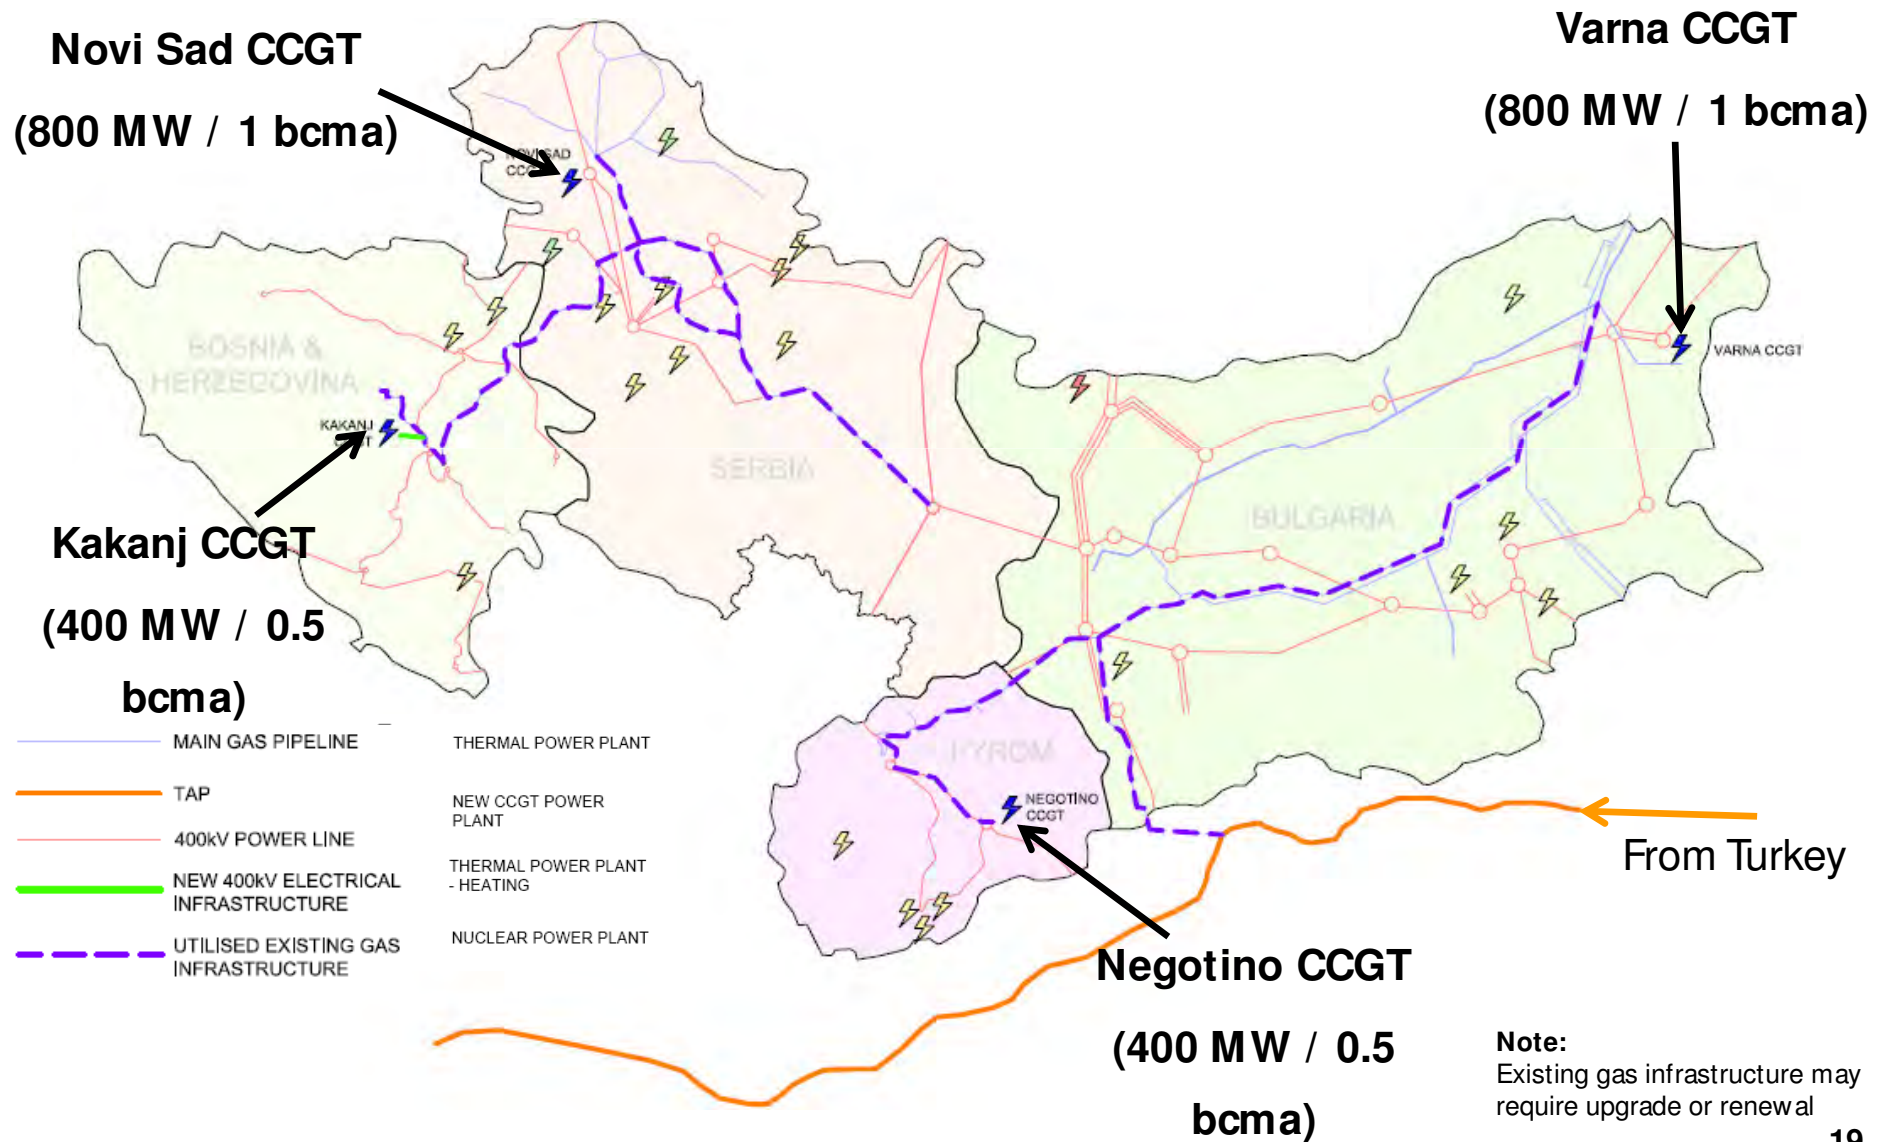 Novi Sad CCGT
(800 MW / 1 bcma)
Varna CCGT
(800 MW / 1 bcma)
NOVI SAD
VARNA CCGT
BOSNIA &
HERZEGOVINA
KAKANJ
SERBIA
BULGARIA
Kakanj CCGT
(400 MW / 0.5
bcma)
FYROM
NEGOTINO
CCGT
From Turkey
MAIN GAS PIPELINE
TAP
400kV POWER LINE
NEW 400kV ELECTRICAL
INFRASTRUCTURE
UTILISED EXISTING GAS
INFRASTRUCTURE
THERMAL POWER PLANT
NEW CCGT POWER
PLANT
THERMAL POWER PLANT
- HEATING
NUCLEAR POWER PLANT
Negotino CCGT
(400 MW / 0.5
bcma)
Note:
Existing gas infrastructure may
require upgrade or renewal
19